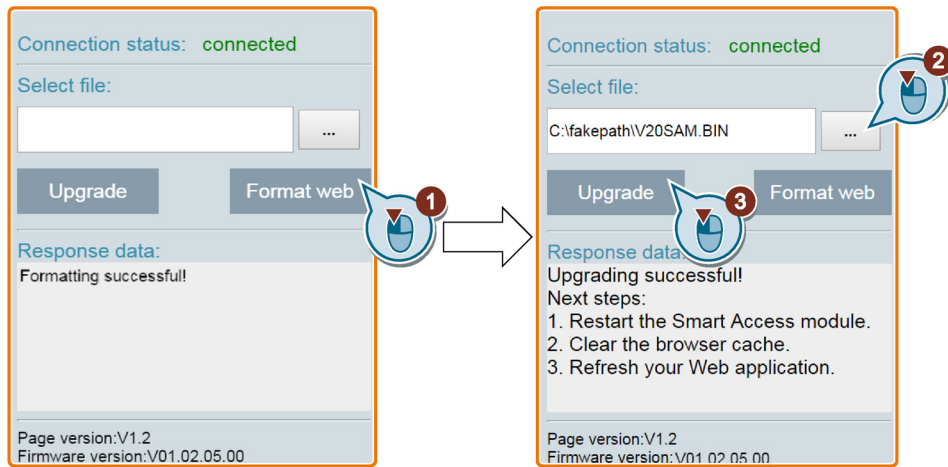 Connection status: connected
Select file:
...
Upgrade
Format web
1
Response data:
Formatting successful!
Page version:V1.2
Firmware version:V01.02.05.00
Connection status: connected
2
Select file:
C:\fakepath\V20SAM.BIN
...
Upgrade
3
Format web
Response data:
Upgrading successful!
Next steps:
1. Restart the Smart Access module.
2. Clear the browser cache.
3. Refresh your Web application.
Page version:V1.2
Firmware version:V01.02.05.00